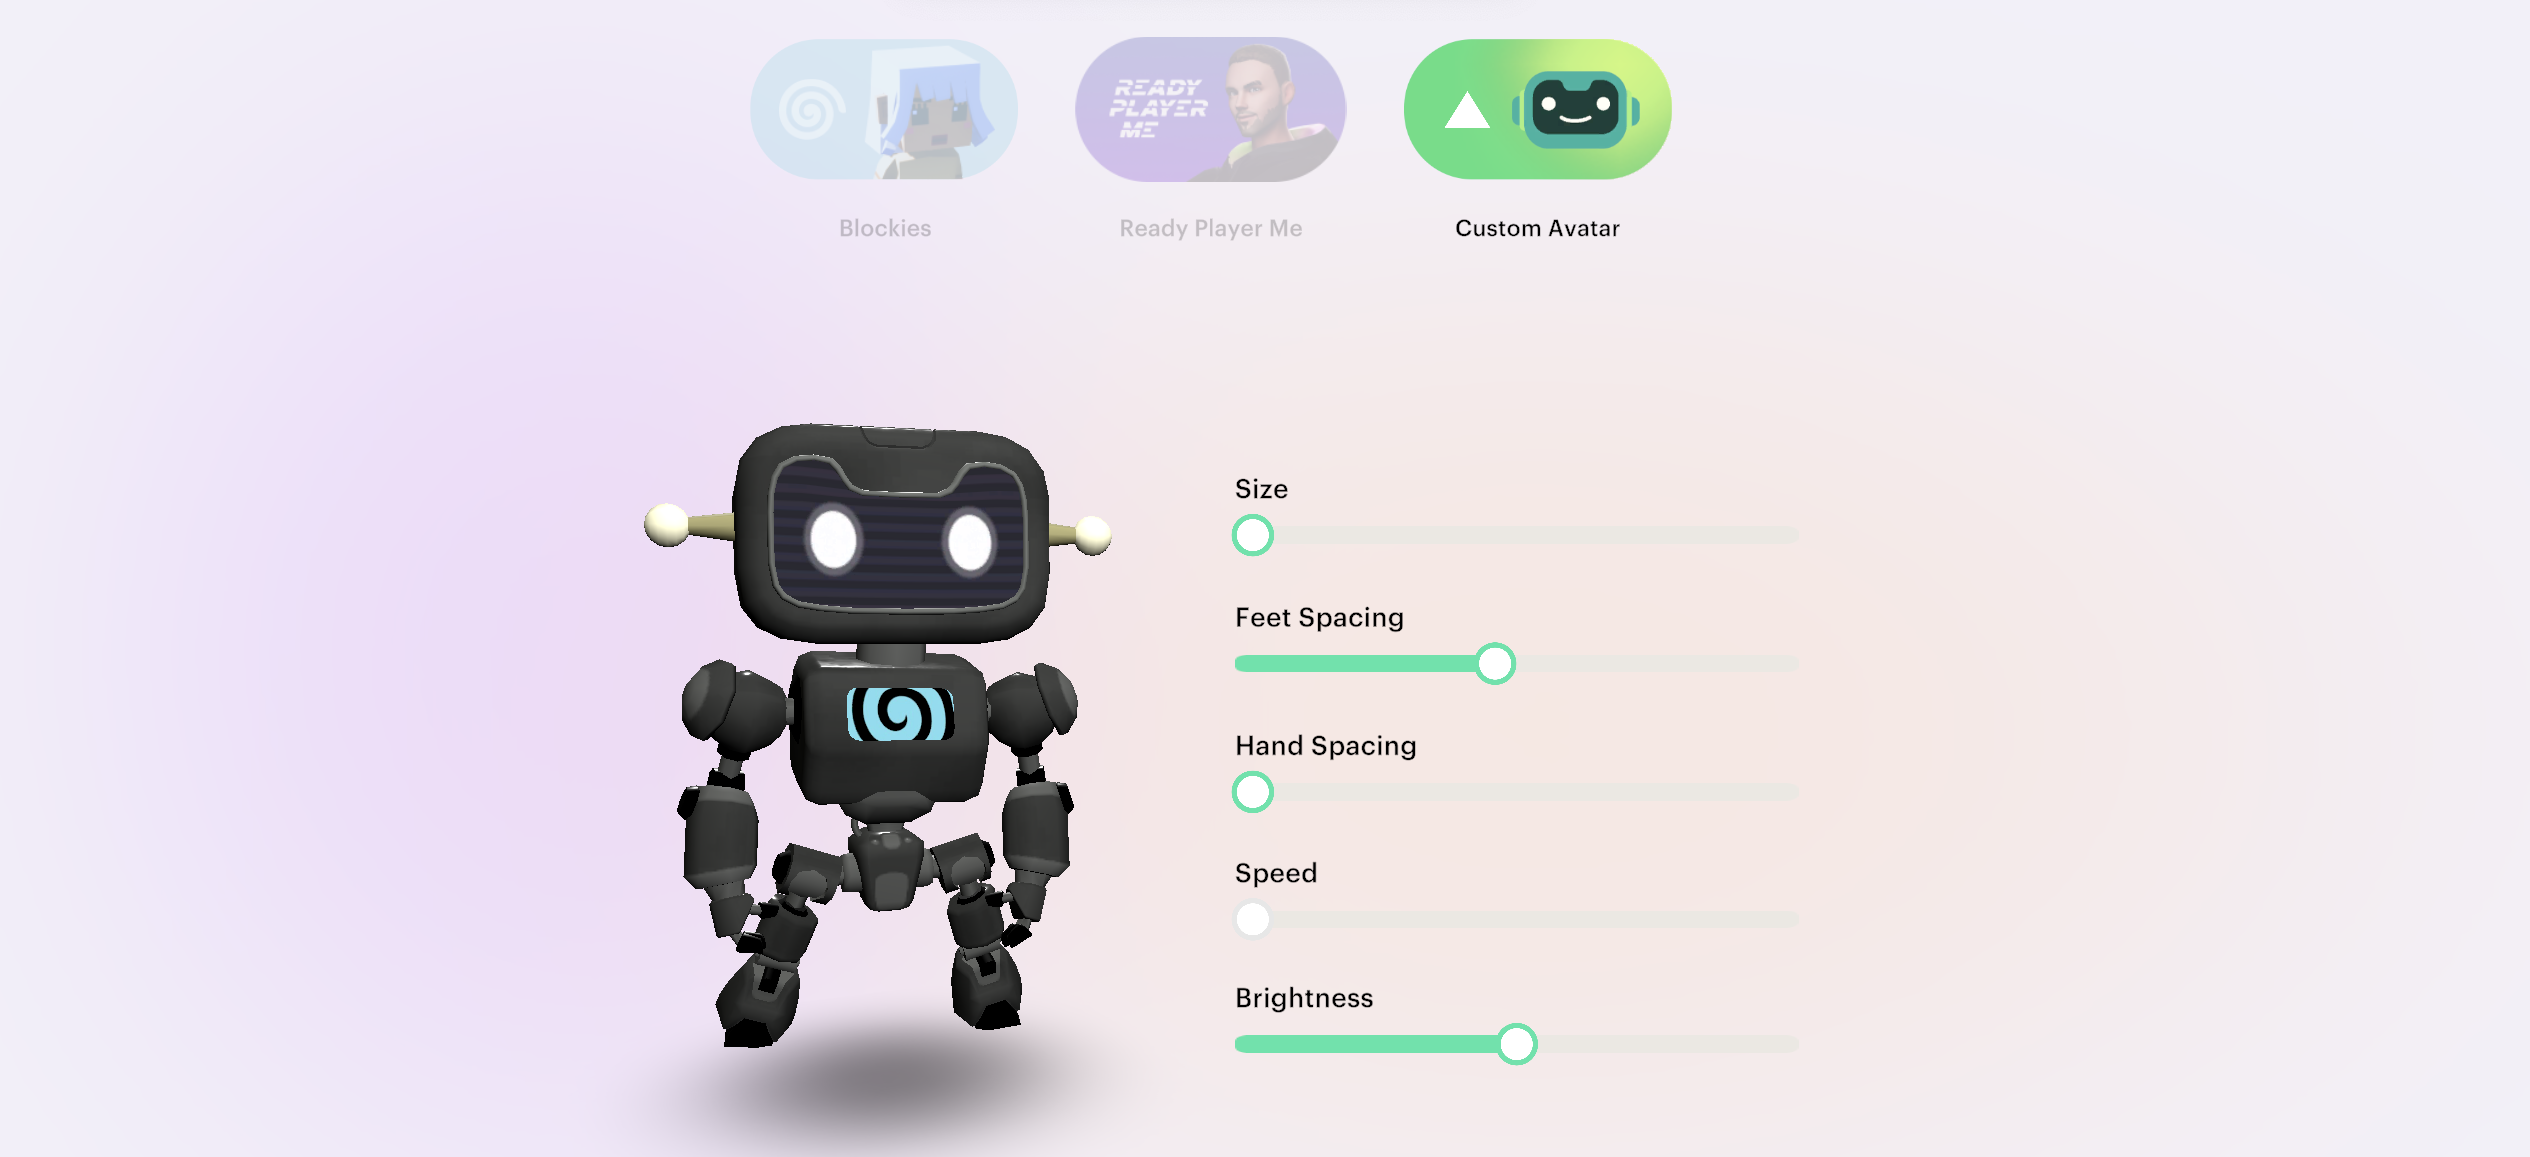 READY
PLAYER
ME
Blockies
Ready Player Me
Custom Avatar
Size
Feet Spacing
Hand Spacing
Speed
Brightness